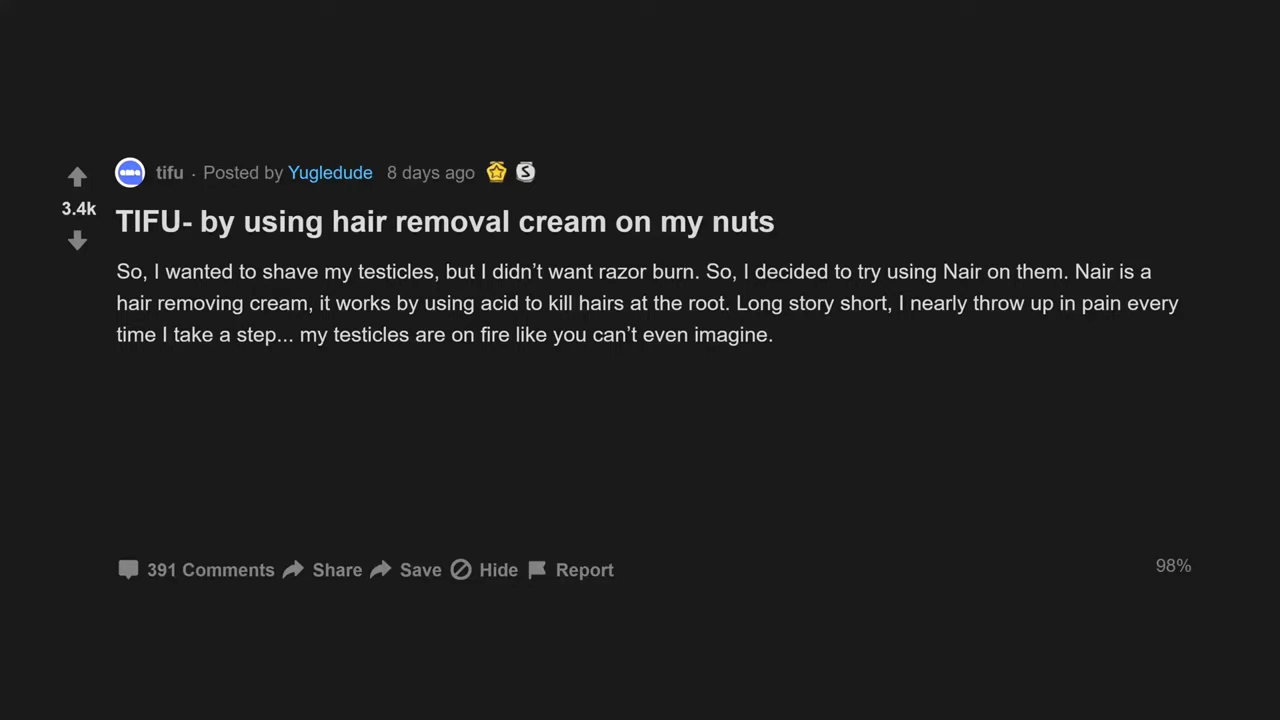 tifu · Posted by Yugledude 8 days ago
3.4k
TIFU- by using hair removal cream on my nuts
So, I wanted to shave my testicles, but I didn’t want razor burn. So, I decided to try using Nair on them. Nair is a
hair removing cream, it works by using acid to kill hairs at the root. Long story short, I nearly throw up in pain every
time I take a step... my testicles are on fire like you can’t even imagine.
391 Comments Share Save Hide Report
98%